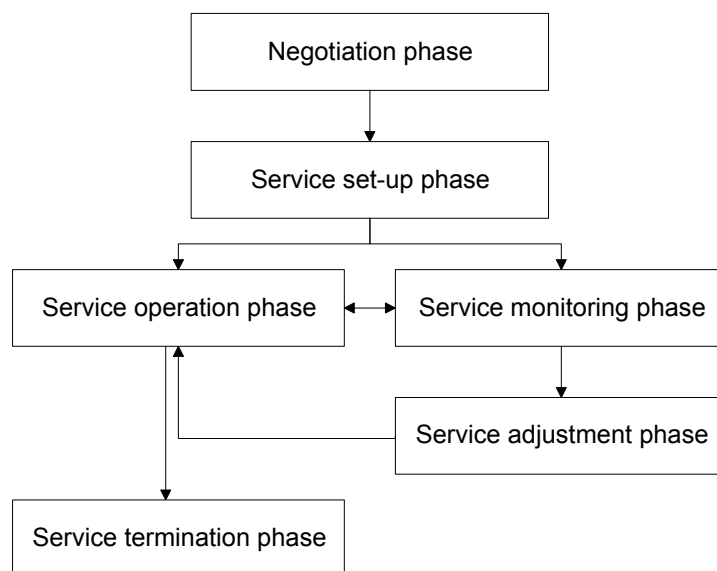 Negotiation phase
Service set-up phase
Service operation phase
Service monitoring phase
Service adjustment phase
Service termination phase